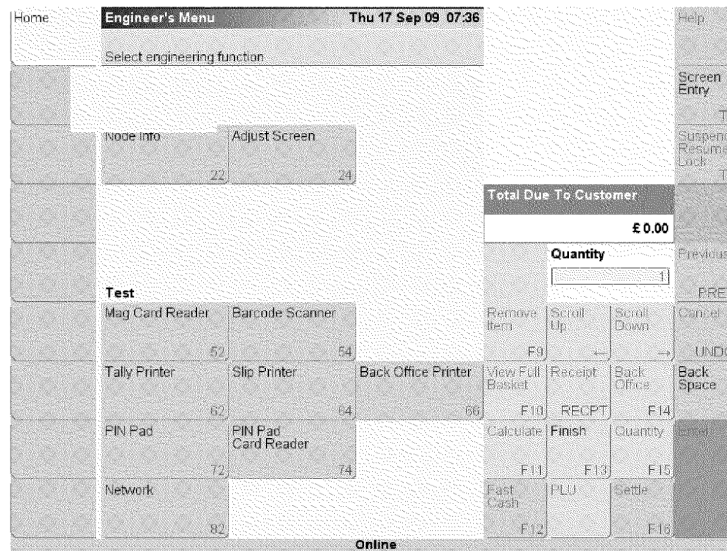 Home
Engineer's Menu Thu 17 Sep 09 07:36
Help
Select engineering function
Screen
Entry
Node Info
22
Adjust Screen
24
Resume
Lock
Total Due To Customer
£ 0.00
Quantity
1
Previous
PRE
Test
Mag Card Reader
52
Barcode Scanner
54
Remove
Item
F9
Scroll
Up
←
Scroll
Down
→
Cancel
UNDO
Tally Printer
62
Slip Printer
64
Back Office Printer
66
View Full
Basket
F10
Receipt
RECPT
Back
Office
F14
Back
Space
PIN Pad
72
PIN Pad
Card Reader
74
Calculate
F11
Finish
F13
Quantity
F15
Enter
Network
82
Fast
Cash
F12
PLU
Settle
F16
Online